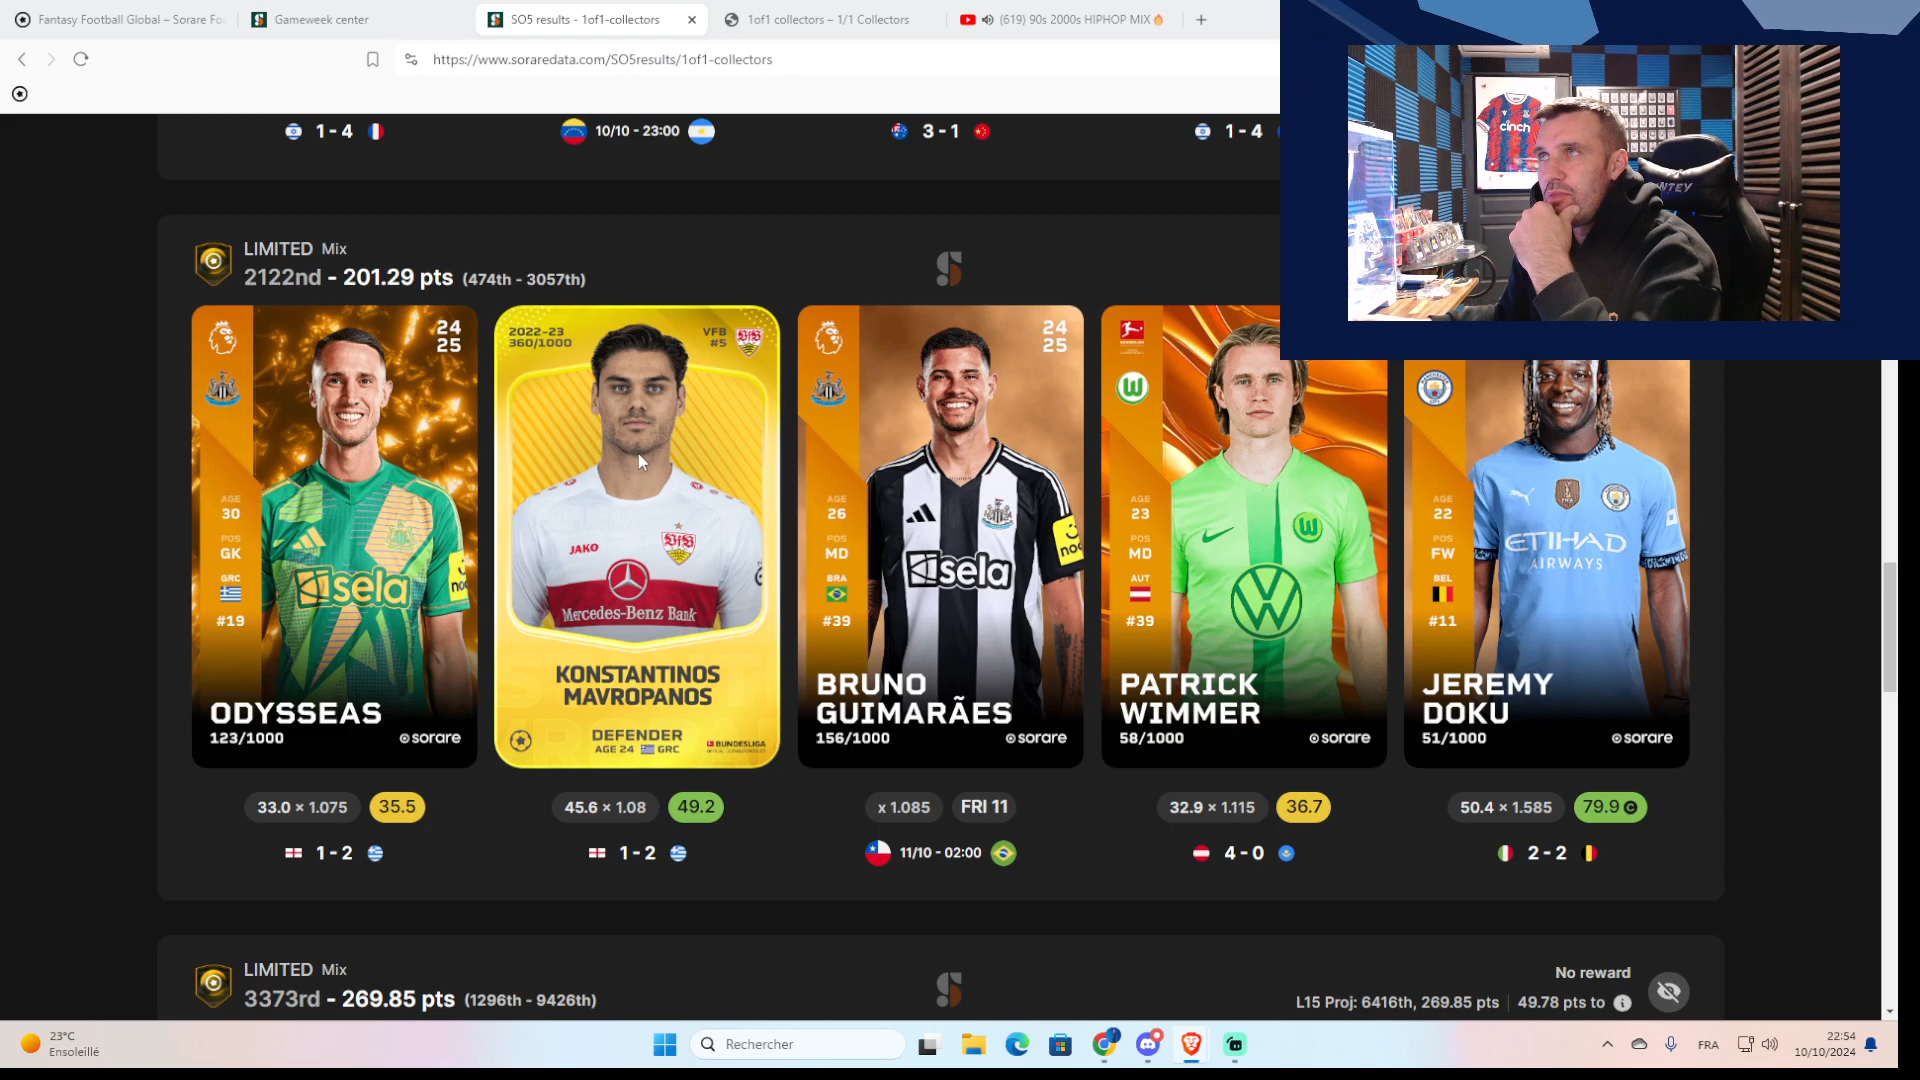 Fantasy Football Global – Sorare Fo
Gameweek center
SO5 results - 1of1-collectors
1of1 collectors – 1/1 Collectors
(619) 90s 2000s HIPHOP MIX🔥
https://www.soraredata.com/SO5results/1of1-collectors
1 - 4
10/10 - 23:00
3 - 1
1 - 4
cinch
LIMITED Mix
2122nd - 201.29 pts (474th - 3057th)
24
25
AGE
30
POS
GK
GRC
#19
sela
ODYSSEAS
123/1000
sorare
2022-23
360/1000
VFB
#5
JAKO
Mercedes-Benz Bank
KONSTANTINOS
MAVROPANOS
DEFENDER
AGE 24 GRC
BUNDESLIGA
24
25
AGE
26
POS
MD
BRA
#39
sela
BRUNO
GUIMARÃES
156/1000
sorare
AGE
23
POS
MD
AUT
#39
PATRICK
WIMMER
58/1000
sorare
AGE
22
POS
FW
BEL
#11
ETIHAD
AIRWAYS
JEREMY
DOKU
51/1000
sorare
33.0 × 1.075 35.5
45.6 × 1.08 49.2
x 1.085 FRI 11
32.9 × 1.115 36.7
50.4 × 1.585 79.9 C
1 - 2
1 - 2
11/10 - 02:00
4 - 0
2 - 2
LIMITED Mix
3373rd - 269.85 pts (1296th - 9426th)
No reward
L15 Proj: 6416th, 269.85 pts 49.78 pts to
23°C
Ensoleillé
Rechercher
FRA
22:54
10/10/2024